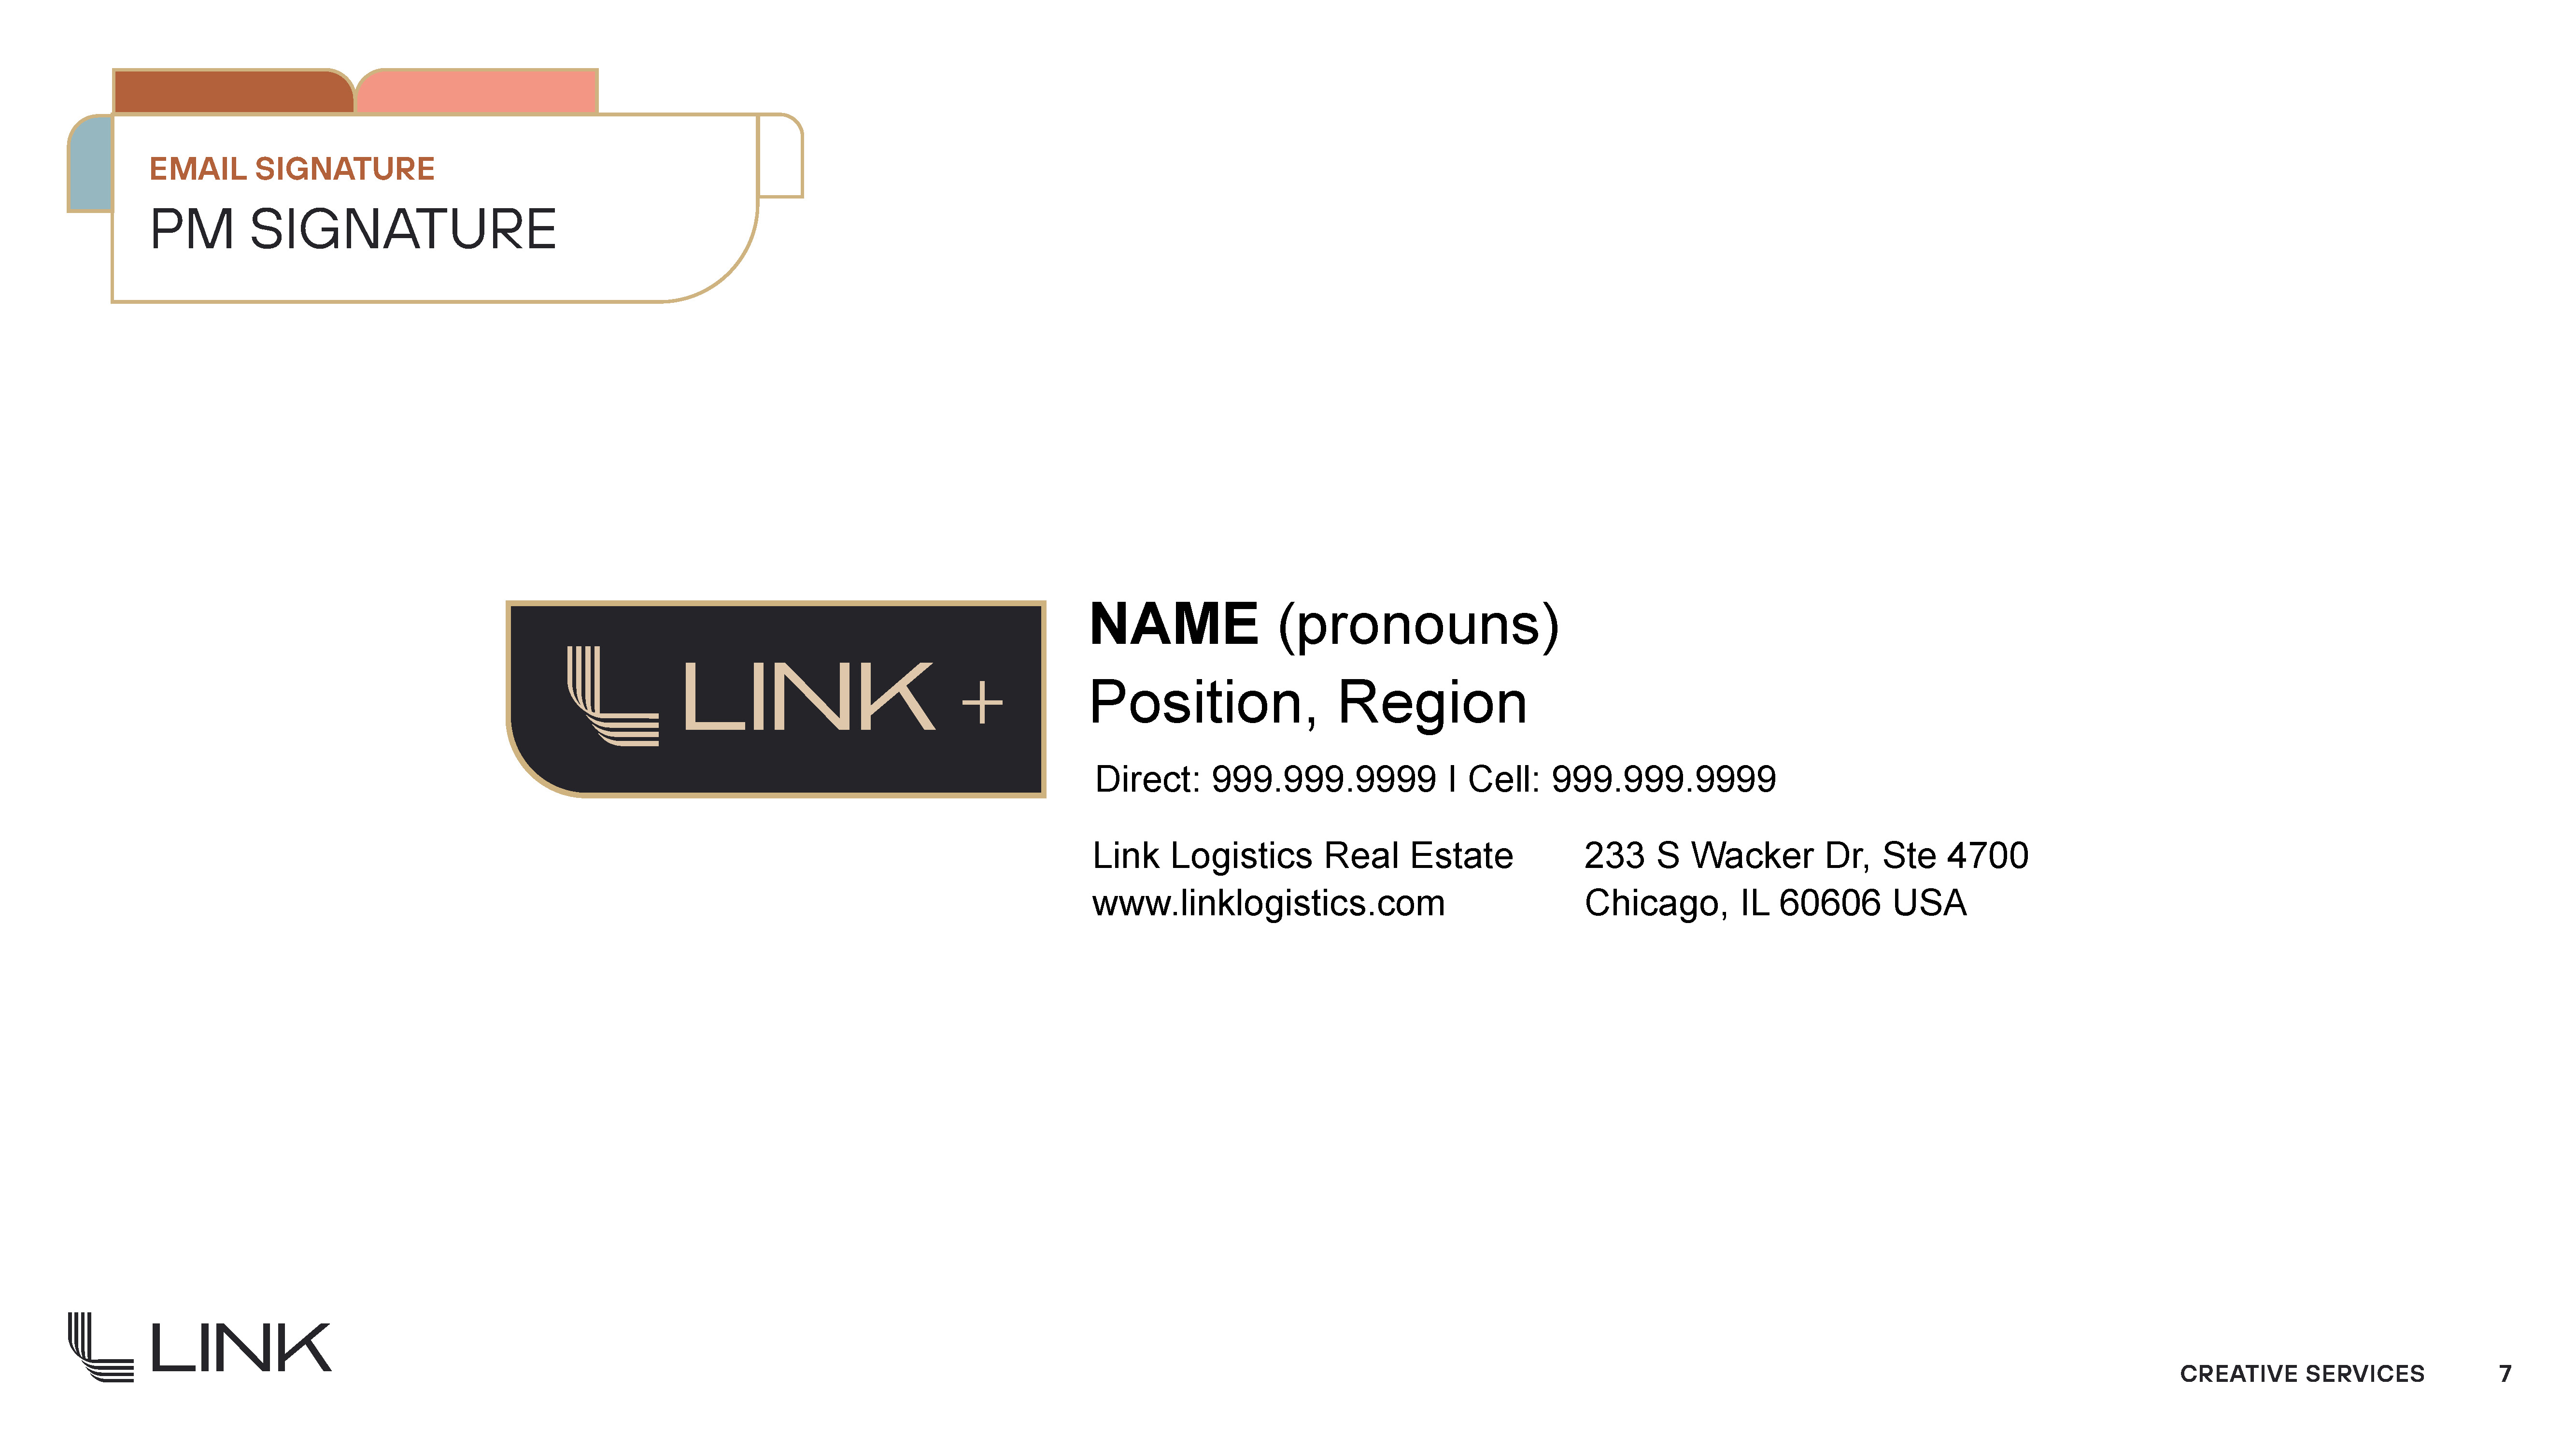 EMAIL SIGNATURE
PM SIGNATURE
LINK +
NAME (pronouns)
Position, Region
Direct: 999.999.9999 I Cell: 999.999.9999
Link Logistics Real Estate
www.linklogistics.com
233 S Wacker Dr, Ste 4700
Chicago, IL 60606 USA
LINK
CREATIVE SERVICES 7